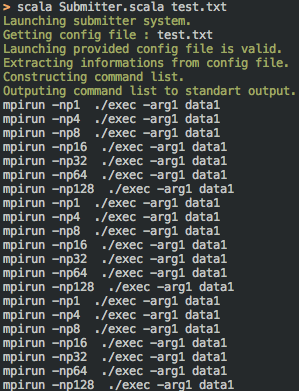 > scala Submitter.scala test.txt
Launching submitter system.
Getting config file : test.txt
Launching provided config file is valid.
Extracting informations from config file.
Constructing command list.
Outputing command list to standart output.
mpirun -np1  ./exec -arg1 data1
mpirun -np4  ./exec -arg1 data1
mpirun -np8  ./exec -arg1 data1
mpirun -np16  ./exec -arg1 data1
mpirun -np32  ./exec -arg1 data1
mpirun -np64  ./exec -arg1 data1
mpirun -np128  ./exec -arg1 data1
mpirun -np1  ./exec -arg1 data1
mpirun -np4  ./exec -arg1 data1
mpirun -np8  ./exec -arg1 data1
mpirun -np16  ./exec -arg1 data1
mpirun -np32  ./exec -arg1 data1
mpirun -np64  ./exec -arg1 data1
mpirun -np128  ./exec -arg1 data1
mpirun -np1  ./exec -arg1 data1
mpirun -np4  ./exec -arg1 data1
mpirun -np8  ./exec -arg1 data1
mpirun -np16  ./exec -arg1 data1
mpirun -np32  ./exec -arg1 data1
mpirun -np64  ./exec -arg1 data1
mpirun -np128  ./exec -arg1 data1